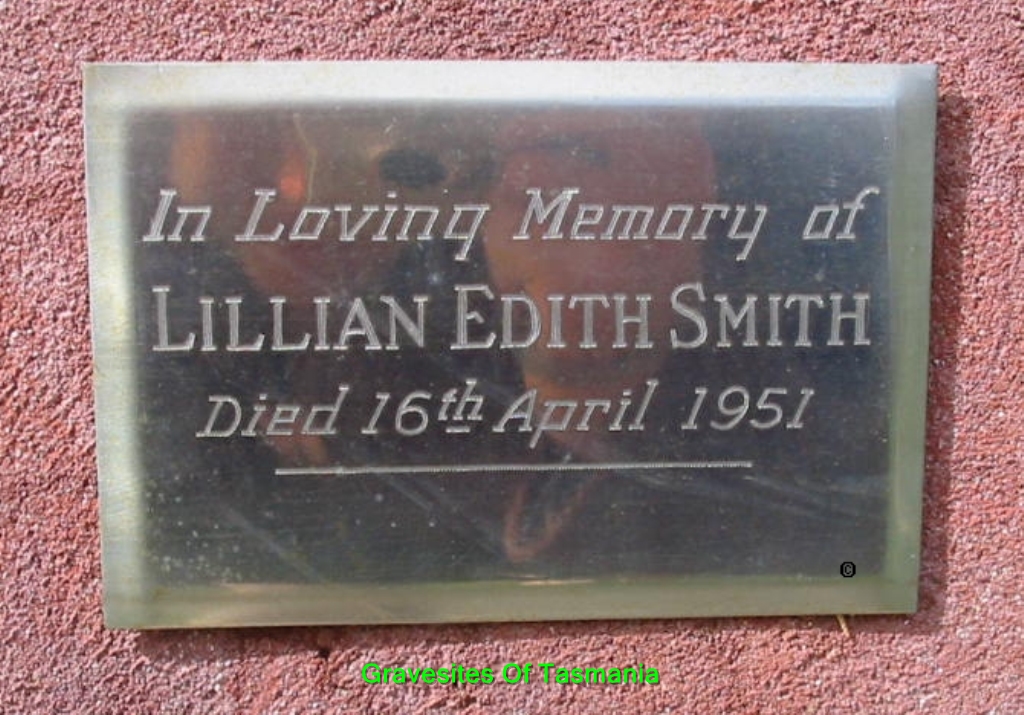 In Loving Memory of
LILLIAN EDITH SMITH
Died 16th April 1951
©
Gravesites Of Tasmania